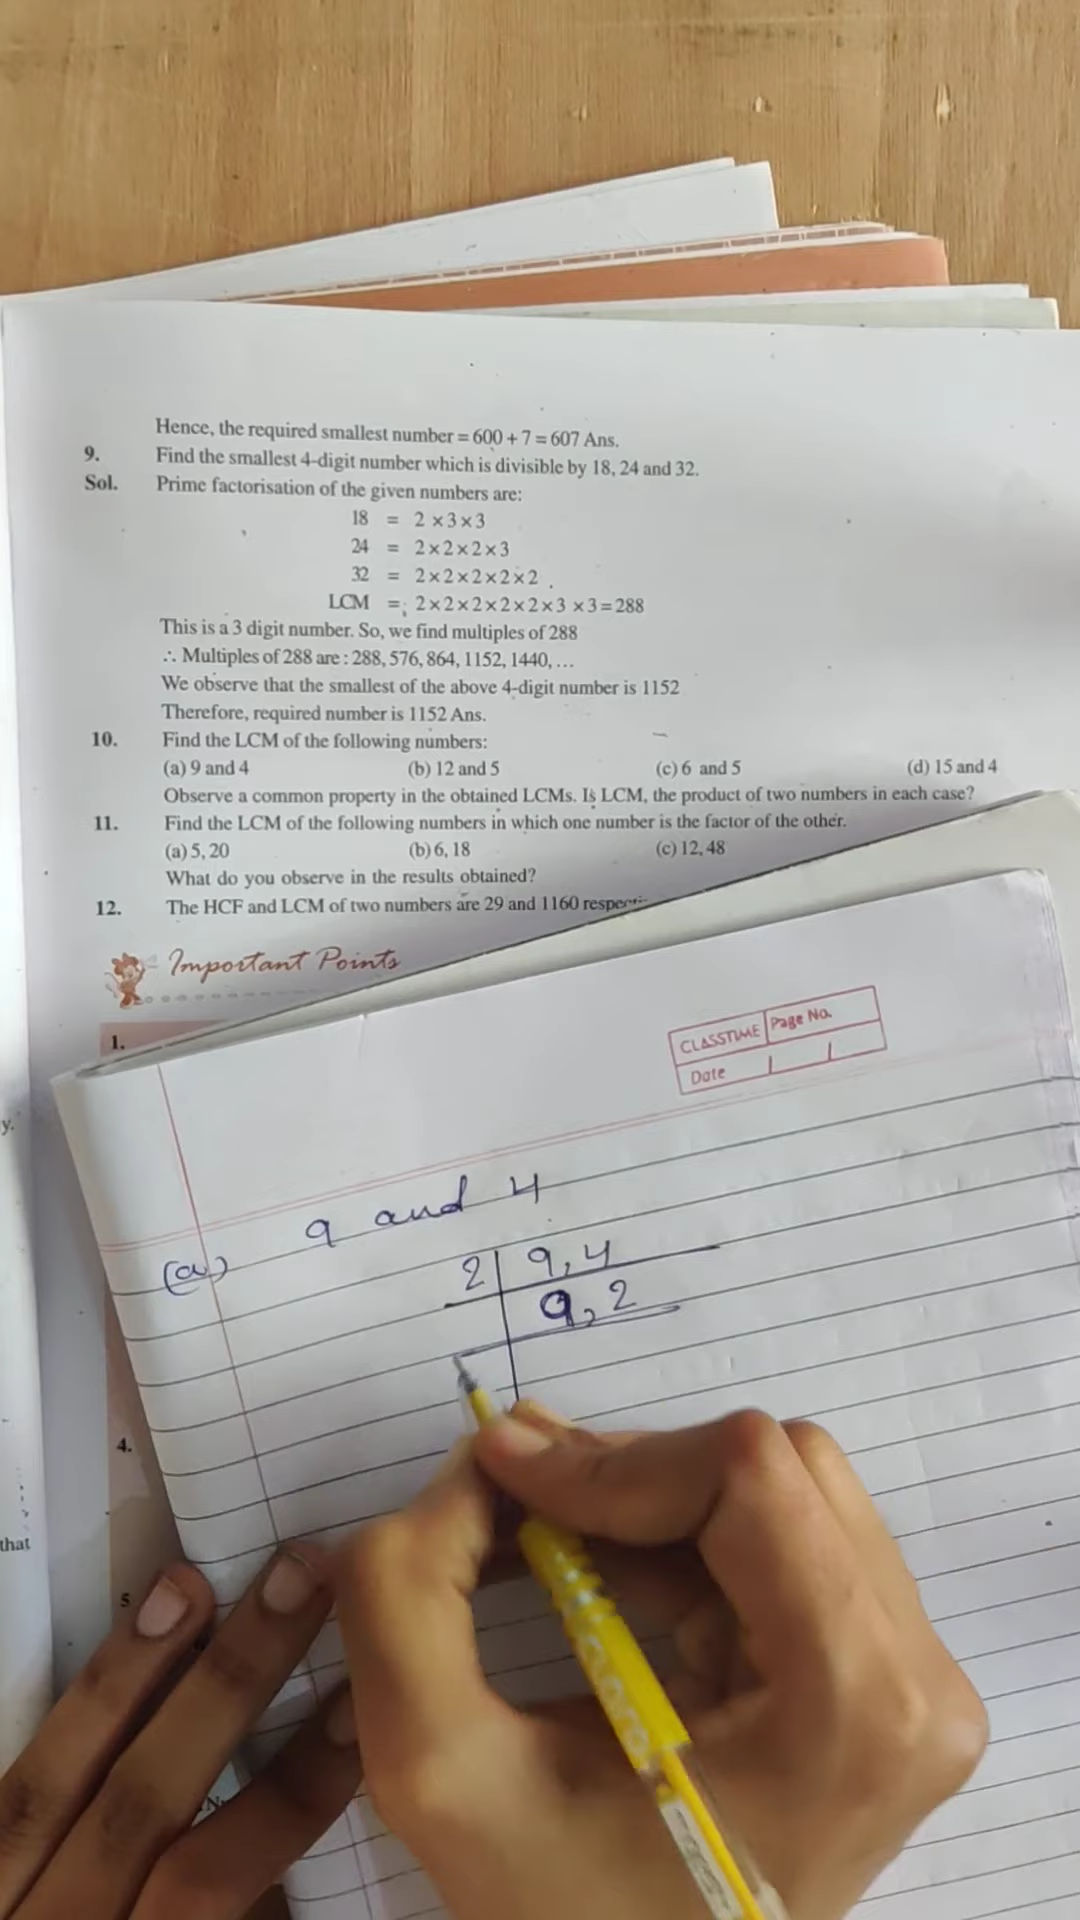 Hence, the required smallest number = 600 + 7 = 607 Ans.
9. Find the smallest 4-digit number which is divisible by 18, 24 and 32.
Sol. Prime factorisation of the given numbers are:
18 = 2 × 3 × 3
24 = 2 × 2 × 2 × 3
32 = 2 × 2 × 2 × 2 × 2
LCM = 2 × 2 × 2 × 2 × 2 × 3 × 3 = 288
This is a 3 digit number. So, we find multiples of 288
∴ Multiples of 288 are : 288, 576, 864, 1152, 1440, ...
We observe that the smallest of the above 4-digit number is 1152
Therefore, required number is 1152 Ans.
10. Find the LCM of the following numbers:
(a) 9 and 4 (b) 12 and 5 (c) 6 and 5 (d) 15 and 4
Observe a common property in the obtained LCMs. Is LCM, the product of two numbers in each case?
11. Find the LCM of the following numbers in which one number is the factor of the other.
(a) 5, 20 (b) 6, 18 (c) 12, 48
What do you observe in the results obtained?
12. The HCF and LCM of two numbers are 29 and 1160
Important Points
1.
CLASSTIME Page No.
Date / /
y.
(a) 9 and 4
2 | 9, 4
9, 2
4.
that
5